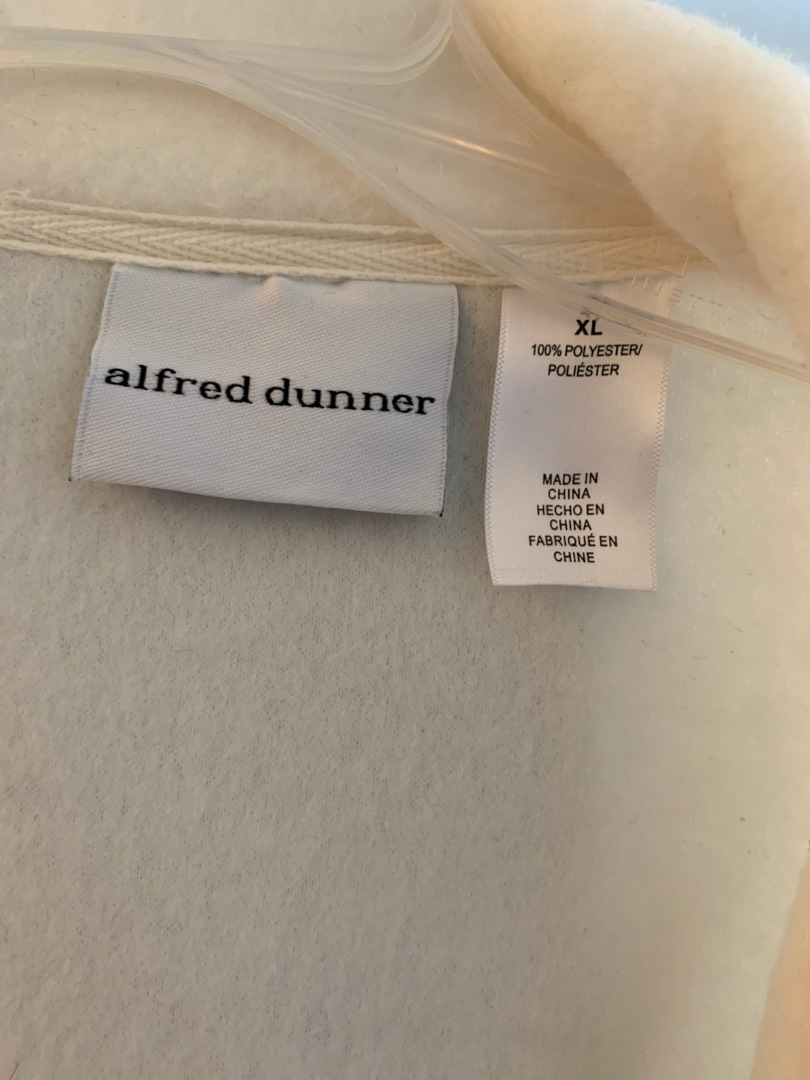 alfred dunner
XL
100% POLYESTER/
POLIÉSTER
MADE IN
CHINA
HECHO EN
CHINA
FABRIQUÉ EN
CHINE